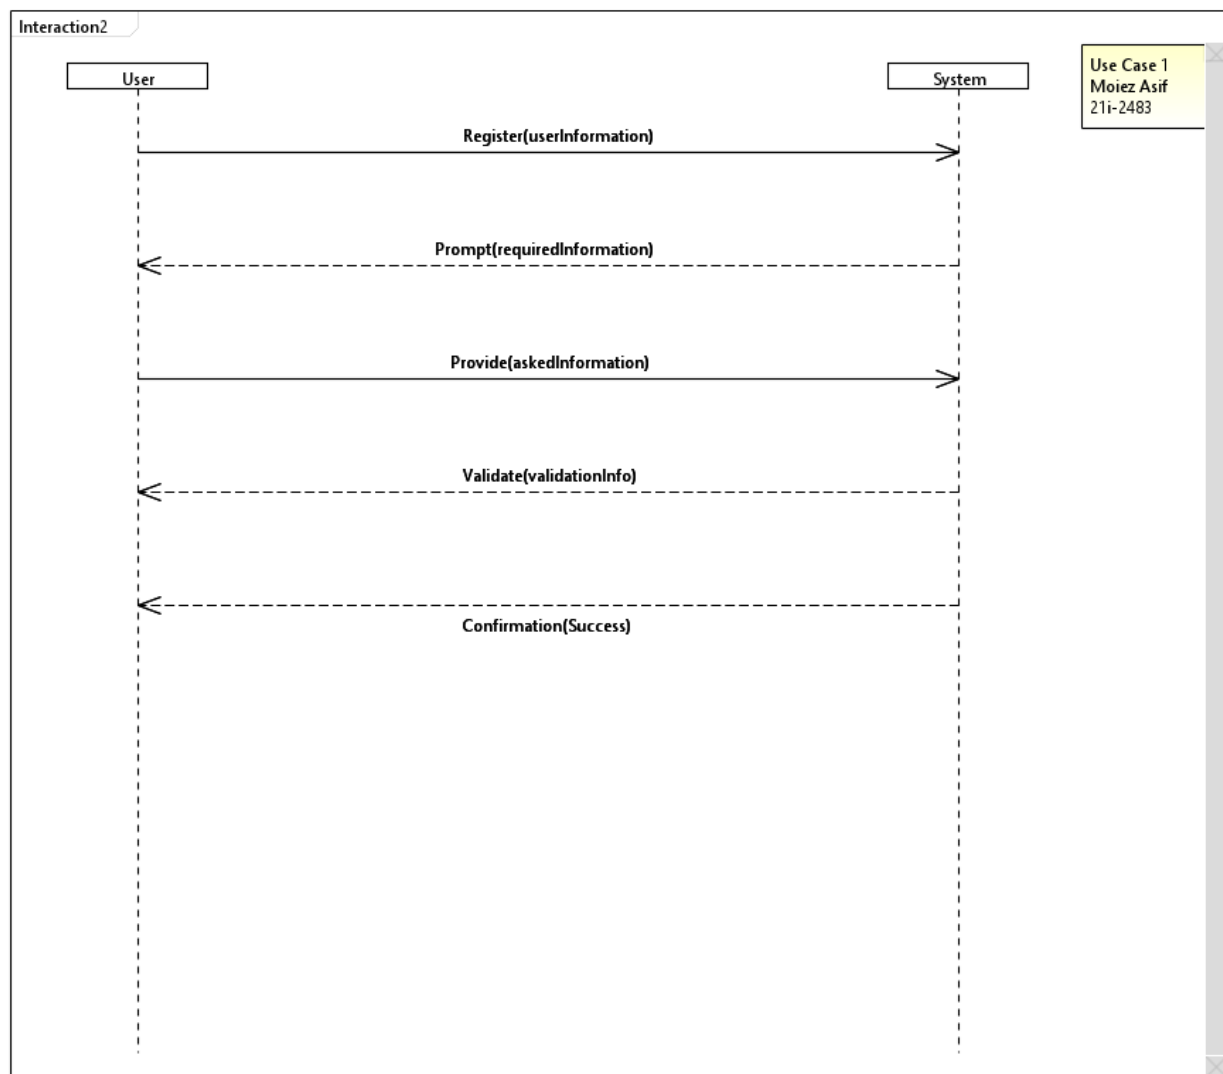 Interaction2
User
System
Use Case 1
Moiez Asif
21i-2483
Register(userInformation)
Prompt(requiredInformation)
Provide(askedInformation)
Validate(validationInfo)
Confirmation(Success)